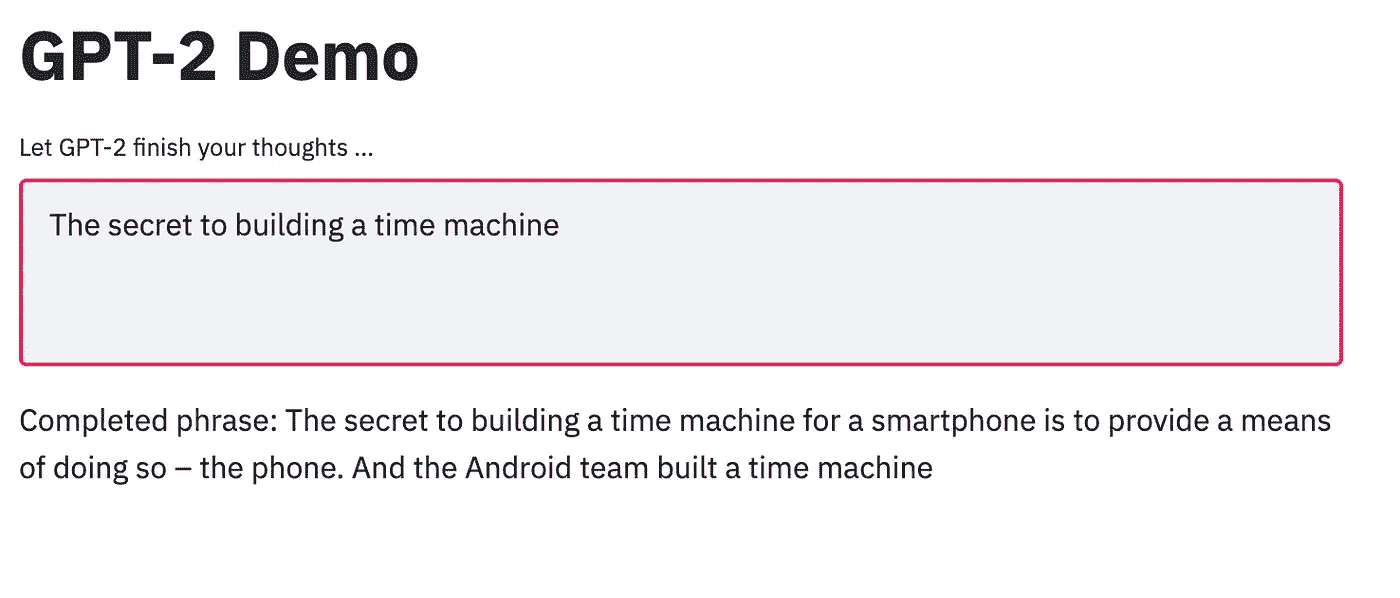 GPT-2 Demo
Let GPT-2 finish your thoughts ...
The secret to building a time machine
Completed phrase: The secret to building a time machine for a smartphone is to provide a means
of doing so – the phone. And the Android team built a time machine